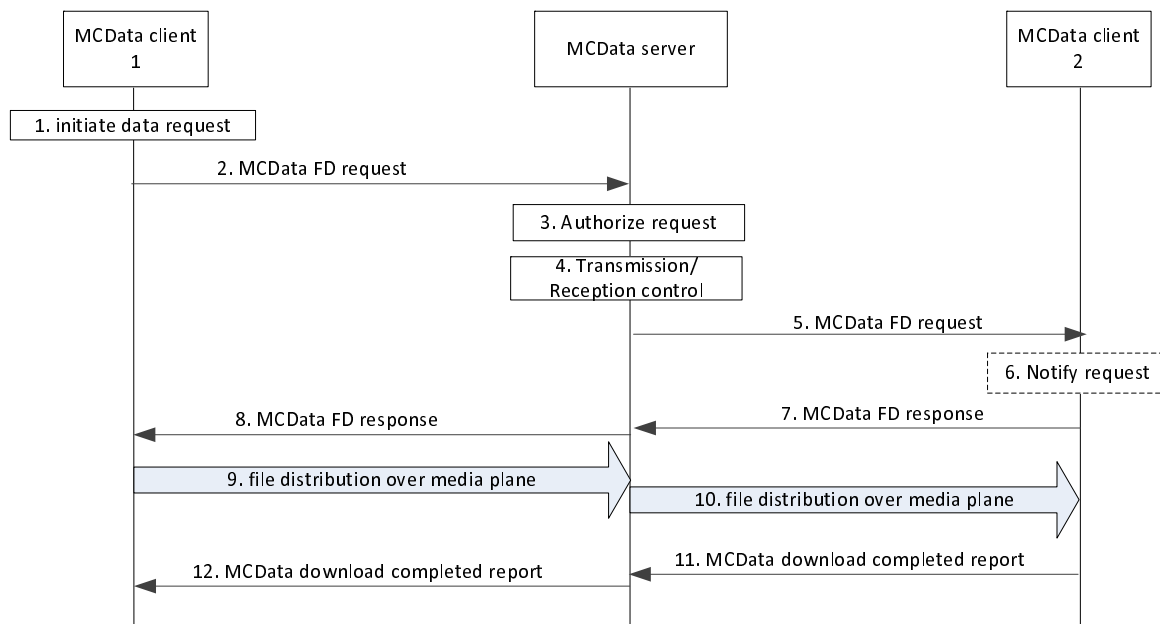 MCData client
1
MCData server
MCData client
2
1. initiate data request
2. MCData FD request
3. Authorize request
4. Transmission/
Reception control
5. MCData FD request
6. Notify request
7. MCData FD response
8. MCData FD response
9. file distribution over media plane
10. file distribution over media plane
11. MCData download completed report
12. MCData download completed report